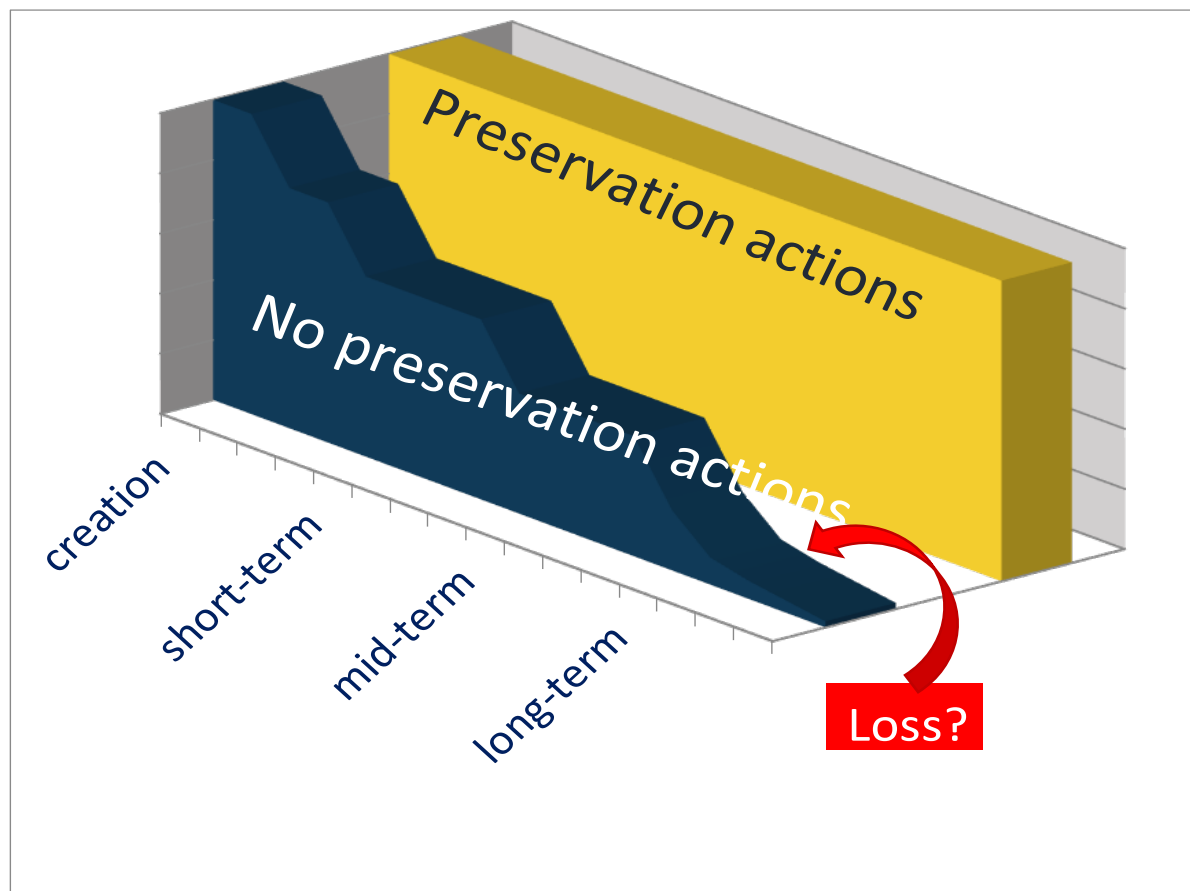 Preservation actions
No preservation actions
creation
short-term
mid-term
long-term
Loss?